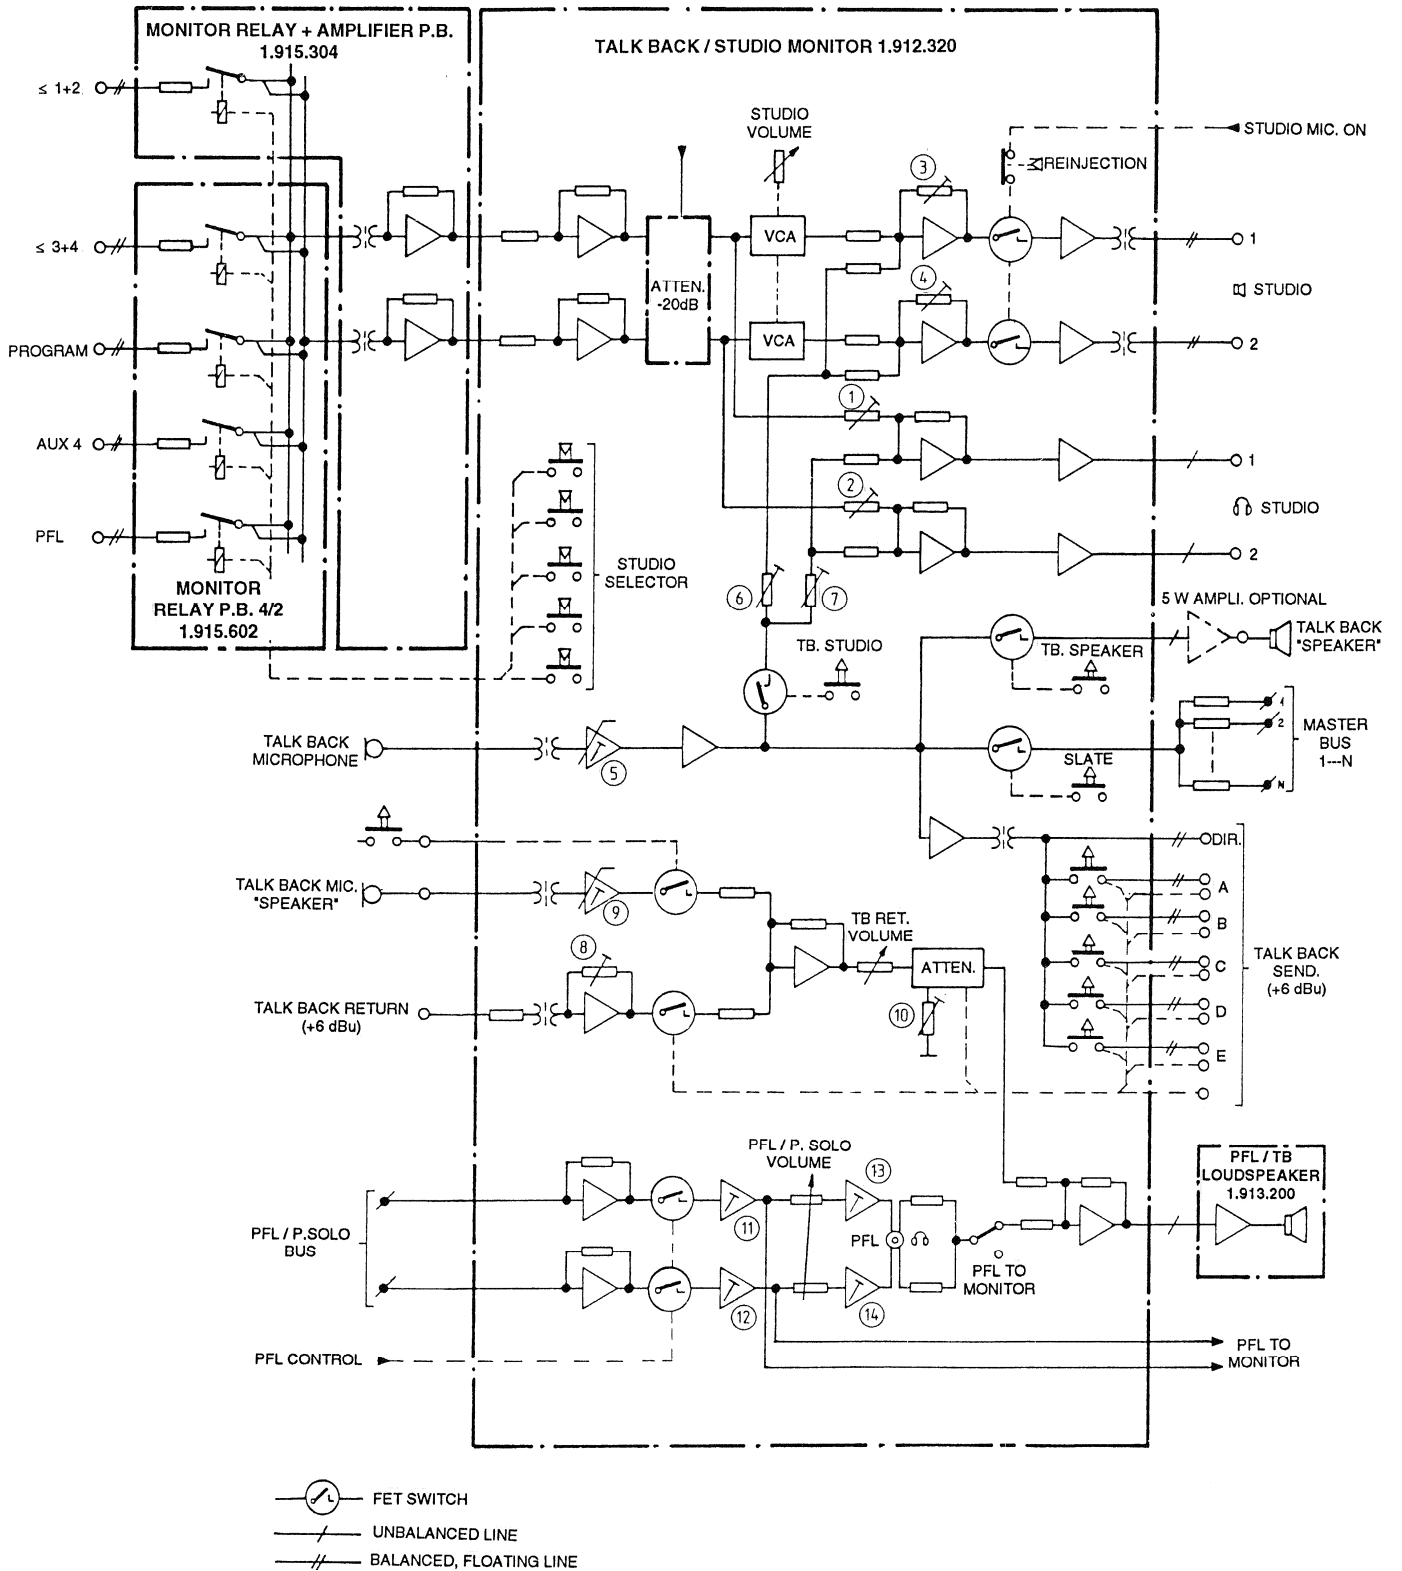 MONITOR RELAY + AMPLIFIER P.B.
1.915.304
TALK BACK / STUDIO MONITOR 1.912.320
≤ 1+2
STUDIO
VOLUME
STUDIO MIC. ON
REINJECTION
3
≤ 3+4
VCA
1
ATTEN.
-20dB
4
STUDIO
PROGRAM
VCA
2
1
AUX 4
1
2
STUDIO
PFL
STUDIO
SELECTOR
2
MONITOR
RELAY P.B. 4/2
1.915.602
6
7
5 W AMPLI. OPTIONAL
TB. STUDIO
TB. SPEAKER
TALK BACK
"SPEAKER"
1
2
N
MASTER
BUS
1---N
TALK BACK
MICROPHONE
5
SLATE
DIR.
TALK BACK MIC.
"SPEAKER"
9
A
TB RET.
VOLUME
B
8
ATTEN.
C
TALK BACK
SEND.
(+6 dBu)
TALK BACK RETURN
(+6 dBu)
10
D
E
PFL / P. SOLO
VOLUME
13
PFL / TB
LOUDSPEAKER
1.913.200
11
PFL / P.SOLO
BUS
PFL
PFL TO
MONITOR
12
14
PFL CONTROL
PFL TO
MONITOR
FET SWITCH
UNBALANCED LINE
BALANCED, FLOATING LINE